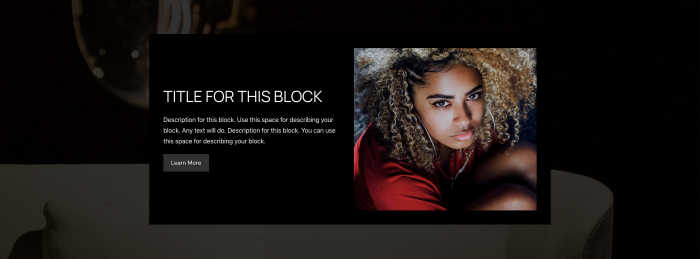 TITLE FOR THIS BLOCK
Description for this block. Use this space for describing your
block. Any text will do. Description for this block. You can use
this space for describing your block.
Learn More